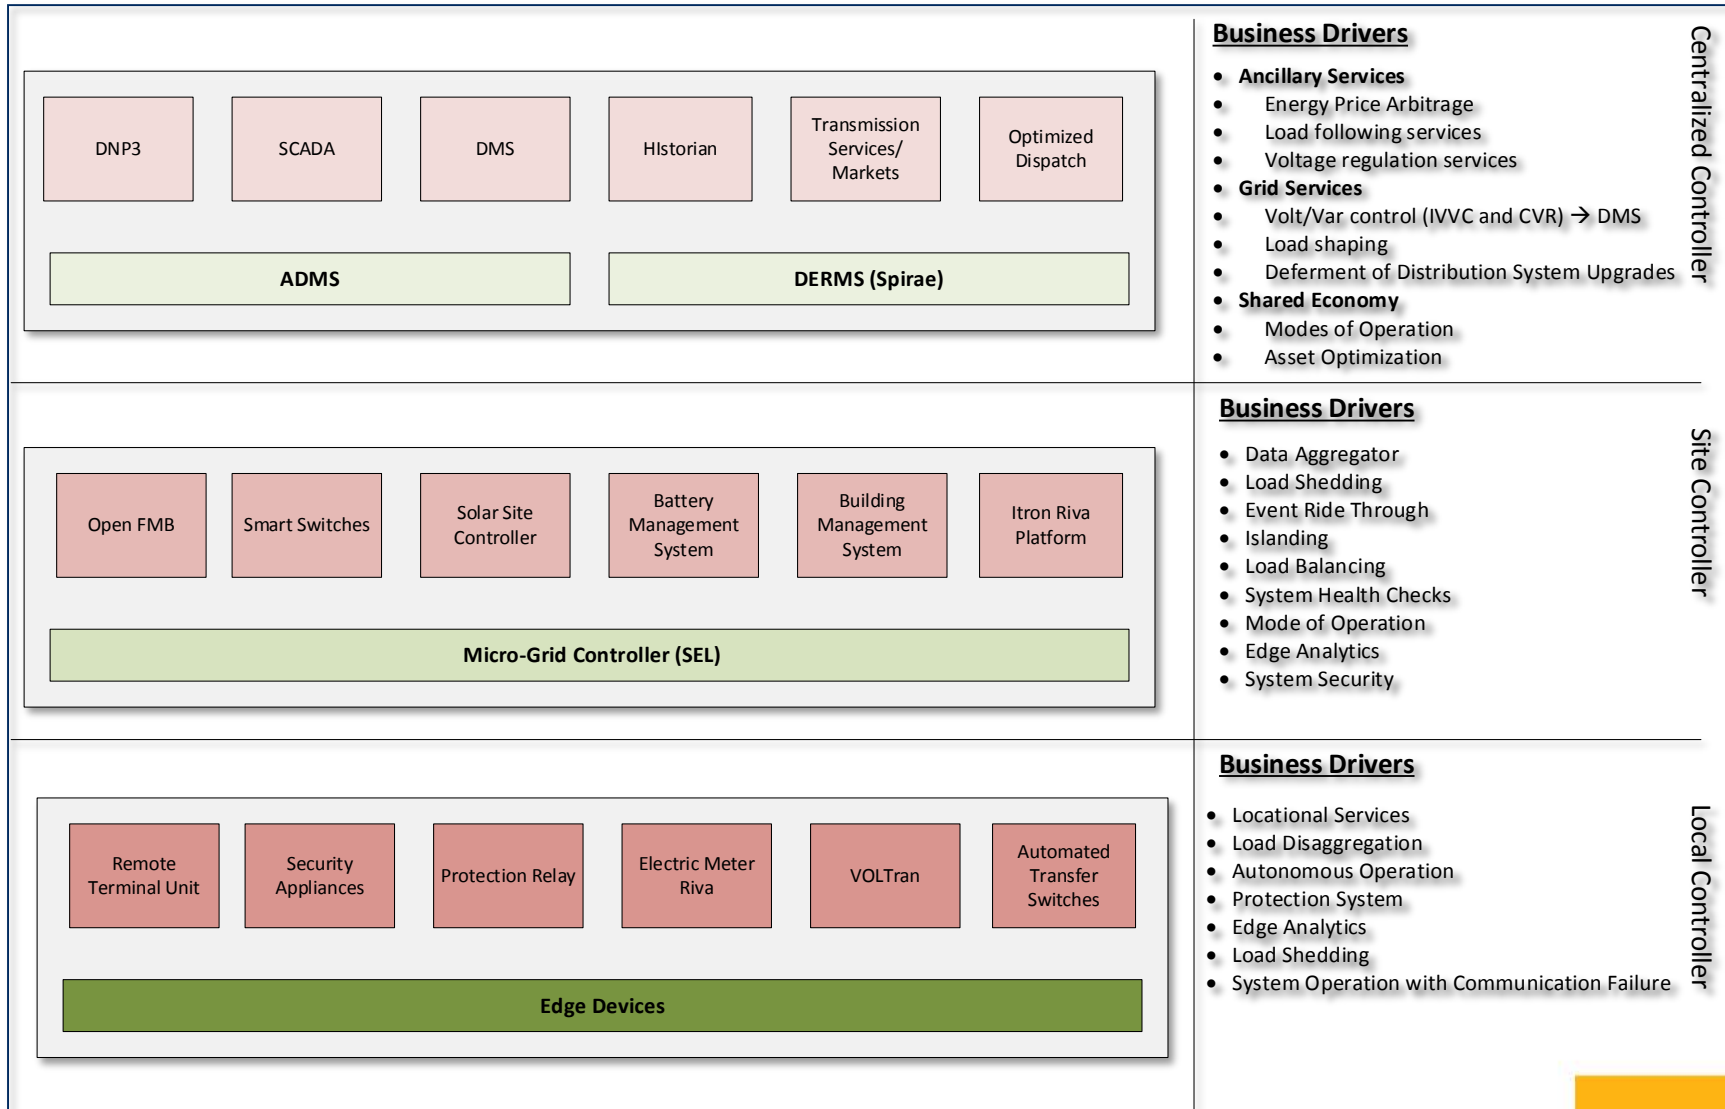 DNP3
SCADA
DMS
HIstorian
Transmission
Services/
Markets
Optimized
Dispatch
ADMS
DERMS (Spirae)
Business Drivers
• Ancillary Services
• Energy Price Arbitrage
• Load following services
• Voltage regulation services
• Grid Services
• Volt/Var control (IVVC and CVR) → DMS
• Load shaping
• Deferment of Distribution System Upgrades
• Shared Economy
• Modes of Operation
• Asset Optimization
Centralized Controller
Open FMB
Smart Switches
Solar Site
Controller
Battery
Management
System
Building
Management
System
Itron Riva
Platform
Micro-Grid Controller (SEL)
Business Drivers
• Data Aggregator
• Load Shedding
• Event Ride Through
• Islanding
• Load Balancing
• System Health Checks
• Mode of Operation
• Edge Analytics
• System Security
Site Controller
Remote
Terminal Unit
Security
Appliances
Protection Relay
Electric Meter
Riva
VOLTran
Automated
Transfer
Switches
Edge Devices
Business Drivers
• Locational Services
• Load Disaggregation
• Autonomous Operation
• Protection System
• Edge Analytics
• Load Shedding
• System Operation with Communication Failure
Local Controller